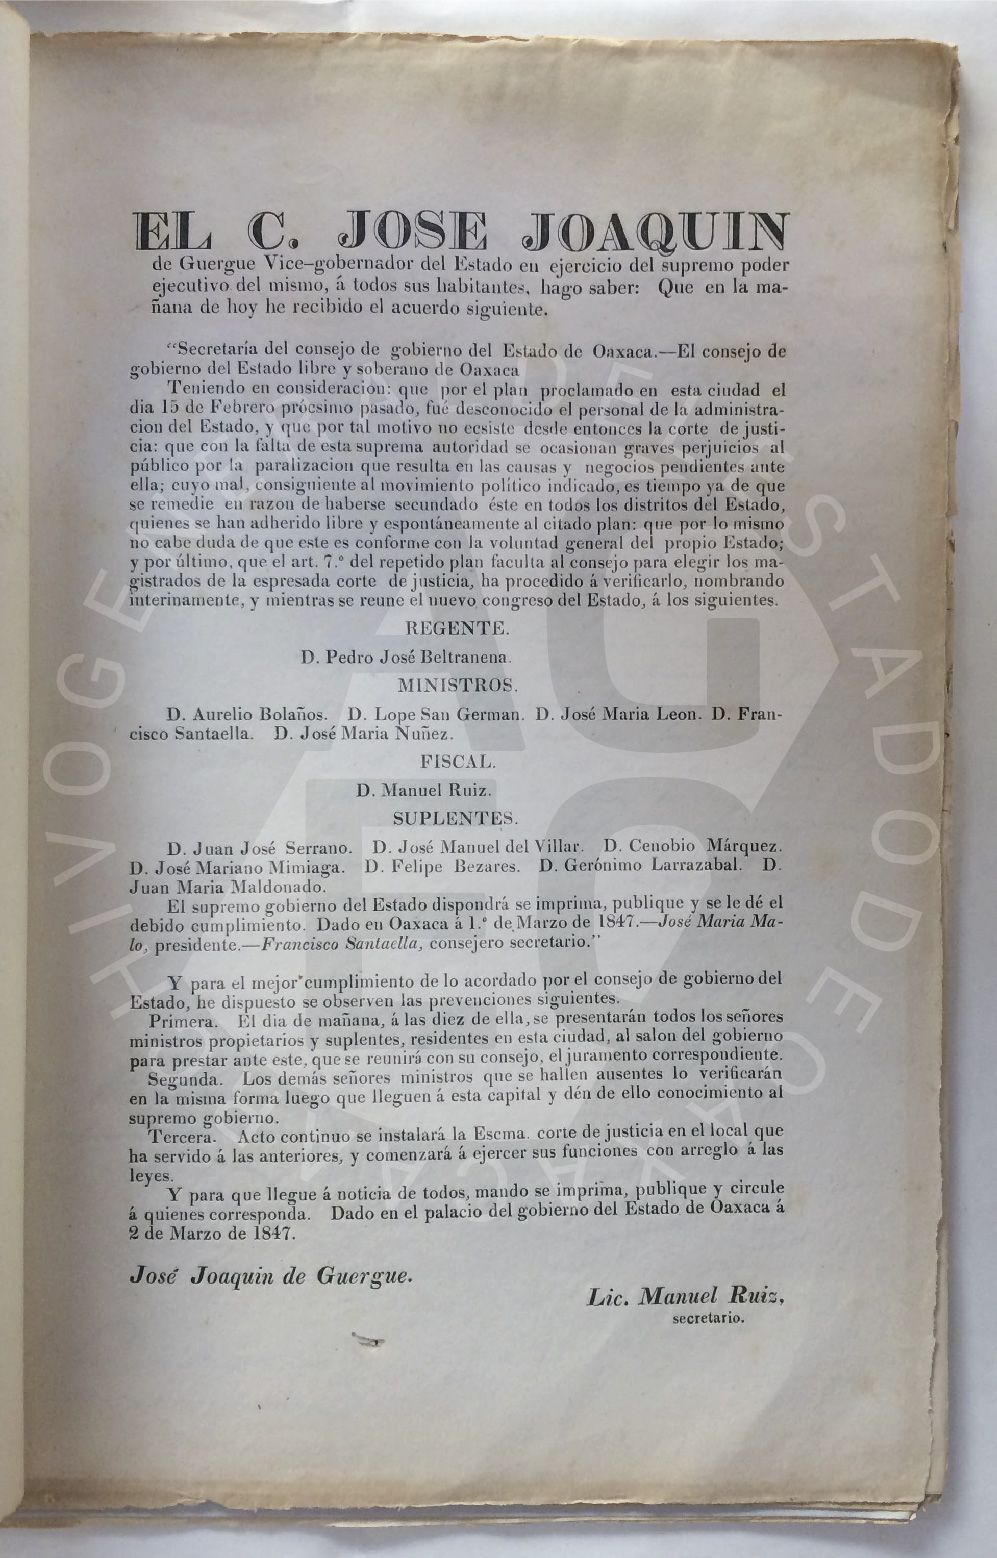 EL C. JOSE JOAQUIN
de Guergue Vice-gobernador del Estado en ejercicio del supremo poder
ejecutivo del mismo, á todos sus habitantes, hago saber: Que en la ma-
ñana de hoy he recibido el acuerdo siguiente.
“Secretaría del consejo de gobierno del Estado de Oaxaca.—El consejo de
gobierno del Estado libre y soberano de Oaxaca
Teniendo en consideracion: que por el plan proclamado en esta ciudad el
dia 15 de Febrero prócsimo pasado, fué desconocido el personal de la administra-
cion del Estado, y que por tal motivo no ecsiste desde entonces la corte de justi-
cia: que con la falta de esta suprema autoridad se ocasionan graves perjuicios al
público por la paralizacion que resulta en las causas y negocios pendientes ante
ella; cuyo mal, consiguiente al movimiento político indicado, es tiempo ya de que
se remedie en razon de haberse secundado éste en todos los distritos del Estado,
quienes se han adherido libre y espontáneamente al citado plan: que por lo mismo
no cabe duda de que este es conforme con la voluntad general del propio Estado;
y por último, que el art. 7.º del repetido plan faculta al consejo para elegir los ma-
gistrados de la espresada corte de justicia, ha procedido á verificarlo, nombrando
interinamente, y mientras se reune el nuevo congreso del Estado, á los siguientes.
REGENTE.
D. Pedro José Beltranena.
MINISTROS.
D. Aurelio Bolaños. D. Lope San German. D. José Maria Leon. D. Fran-
cisco Santaella. D. José Maria Nuñez.
FISCAL.
D. Manuel Ruiz.
SUPLENTES.
D. Juan José Serrano. D. José Manuel del Villar. D. Cenobio Márquez.
D. José Mariano Mimiaga. D. Felipe Bezares. D. Gerónimo Larrazabal. D.
Juan Maria Maldonado.
El supremo gobierno del Estado dispondrá se imprima, publique y se le dé el
debido cumplimiento. Dado en Oaxaca á 1.º de Marzo de 1847.—José Maria Ma-
lo, presidente.—Francisco Santaella, consejero secretario.”
Y para el mejor cumplimiento de lo acordado por el consejo de gobierno del
Estado, he dispuesto se observen las prevenciones siguientes.
Primera. El dia de mañana, á las diez de ella, se presentarán todos los señores
ministros propietarios y suplentes, residentes en esta ciudad, al salon del gobierno
para prestar ante este, que se reunirá con su consejo, el juramento correspondiente.
Segunda. Los demás señores ministros que se hallen ausentes lo verificarán
en la misma forma luego que lleguen á esta capital y dén de ello conocimiento al
supremo gobierno.
Tercera. Acto continuo se instalará la Escma. corte de justicia en el local que
ha servido á las anteriores, y comenzará á ejercer sus funciones con arreglo á las
leyes.
Y para que llegue á noticia de todos, mando se imprima, publique y circule
á quienes corresponda. Dado en el palacio del gobierno del Estado de Oaxaca á
2 de Marzo de 1847.
José Joaquin de Guergue.
Lic. Manuel Ruiz,
secretario.